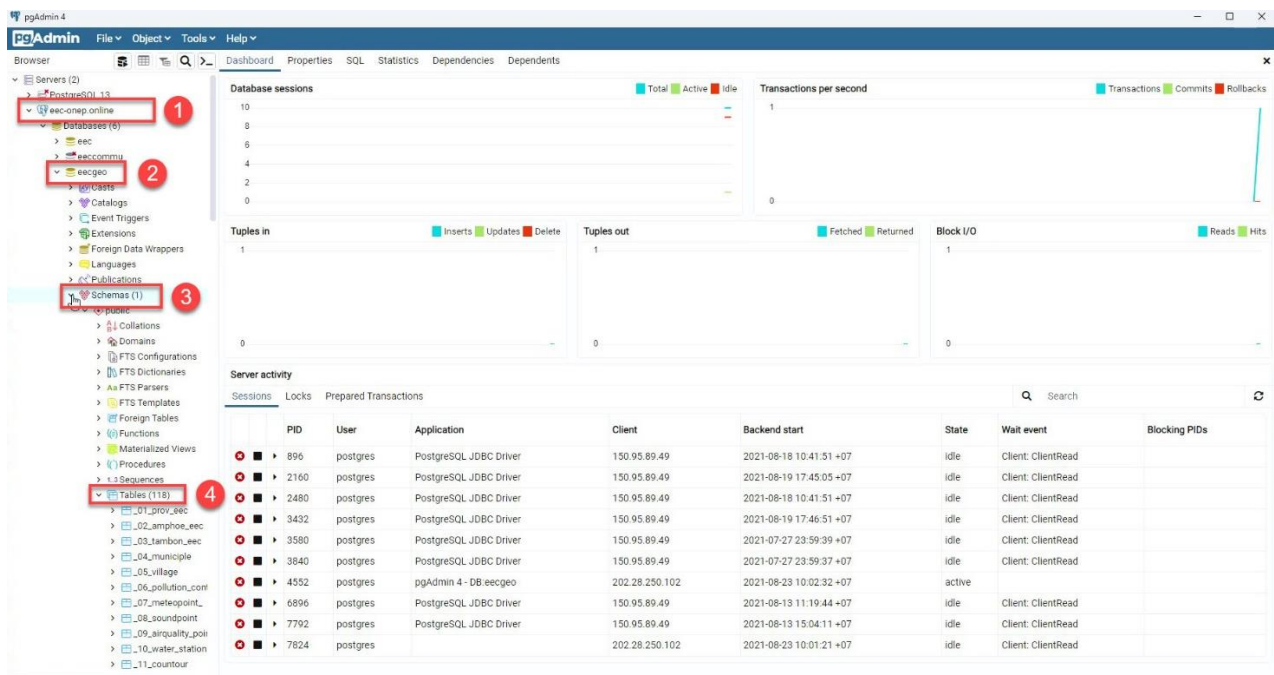 pgAdmin 4
pgAdmin File Object Tools Help
Browser
Dashboard Properties SQL Statistics Dependencies Dependents
Servers (2)
PostgreSQL 13
eec-onep.online
1
Databases (6)
eec
eeccommu
eecgeo
2
Casts
Catalogs
Event Triggers
Extensions
Foreign Data Wrappers
Languages
Publications
Schemas (1)
3
public
Collations
Domains
FTS Configurations
FTS Dictionaries
FTS Parsers
FTS Templates
Foreign Tables
Functions
Materialized Views
Procedures
1..3 Sequences
Tables (118)
4
_01_prov_eec
_02_amphoe_eec
_03_tambon_eec
_04_municiple
_05_village
_06_pollution_cont
_07_meteopoint_
_08_soundpoint
_09_airquality_poin
_10_water_station
_11_countour
Database sessions
Total Active Idle
10
8
6
4
2
0
Transactions per second
Transactions Commits Rollbacks
1
0
Tuples in
Inserts Updates Delete
1
0
Tuples out
Fetched Returned
1
0
Block I/O
Reads Hits
1
0
Server activity
Sessions Locks Prepared Transactions
Search
PID User Application Client Backend start State Wait event Blocking PIDs
896 postgres PostgreSQL JDBC Driver 150.95.89.49 2021-08-18 10:41:51 +07 idle Client: ClientRead
2160 postgres PostgreSQL JDBC Driver 150.95.89.49 2021-08-19 17:45:05 +07 idle Client: ClientRead
2480 postgres PostgreSQL JDBC Driver 150.95.89.49 2021-08-18 10:41:51 +07 idle Client: ClientRead
3432 postgres PostgreSQL JDBC Driver 150.95.89.49 2021-08-19 17:46:51 +07 idle Client: ClientRead
3580 postgres PostgreSQL JDBC Driver 150.95.89.49 2021-07-27 23:59:39 +07 idle Client: ClientRead
3840 postgres PostgreSQL JDBC Driver 150.95.89.49 2021-07-27 23:59:37 +07 idle Client: ClientRead
4552 postgres pgAdmin 4 - DB:eecgeo 202.28.250.102 2021-08-23 10:02:32 +07 active
6896 postgres PostgreSQL JDBC Driver 150.95.89.49 2021-08-13 11:19:44 +07 idle Client: ClientRead
7792 postgres PostgreSQL JDBC Driver 150.95.89.49 2021-08-13 15:04:11 +07 idle Client: ClientRead
7824 postgres 202.28.250.102 2021-08-23 10:01:21 +07 idle Client: ClientRead